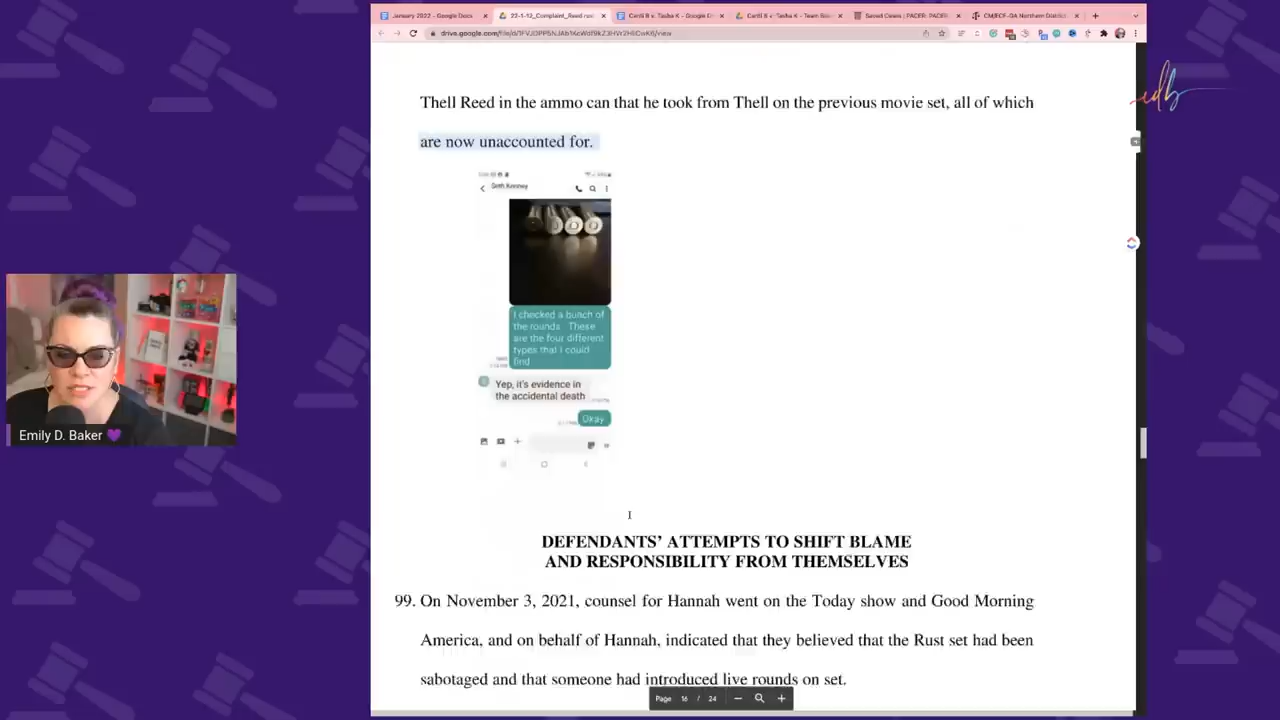 January 2022 - Google Docs
22-1-12_Complaint_Reed
Cardi B v. Tasha K - Google
Cardi B v. Tasha K - Team
Saved Cases | PACER: PACER
CM/ECF-GA Northern District
edb
Thell Reed in the ammo can that he took from Thell on the previous movie set, all of which
are now unaccounted for.
Seth Kenney
I checked a bunch of
the rounds. These
are the four different
types that I could
find
Yep, it's evidence in
the accidental death
Okay
Emily D. Baker 💜
DEFENDANTS' ATTEMPTS TO SHIFT BLAME
AND RESPONSIBILITY FROM THEMSELVES
99. On November 3, 2021, counsel for Hannah went on the Today show and Good Morning
America, and on behalf of Hannah, indicated that they believed that the Rust set had been
sabotaged and that someone had introduced live rounds on set.
Page 16 / 24